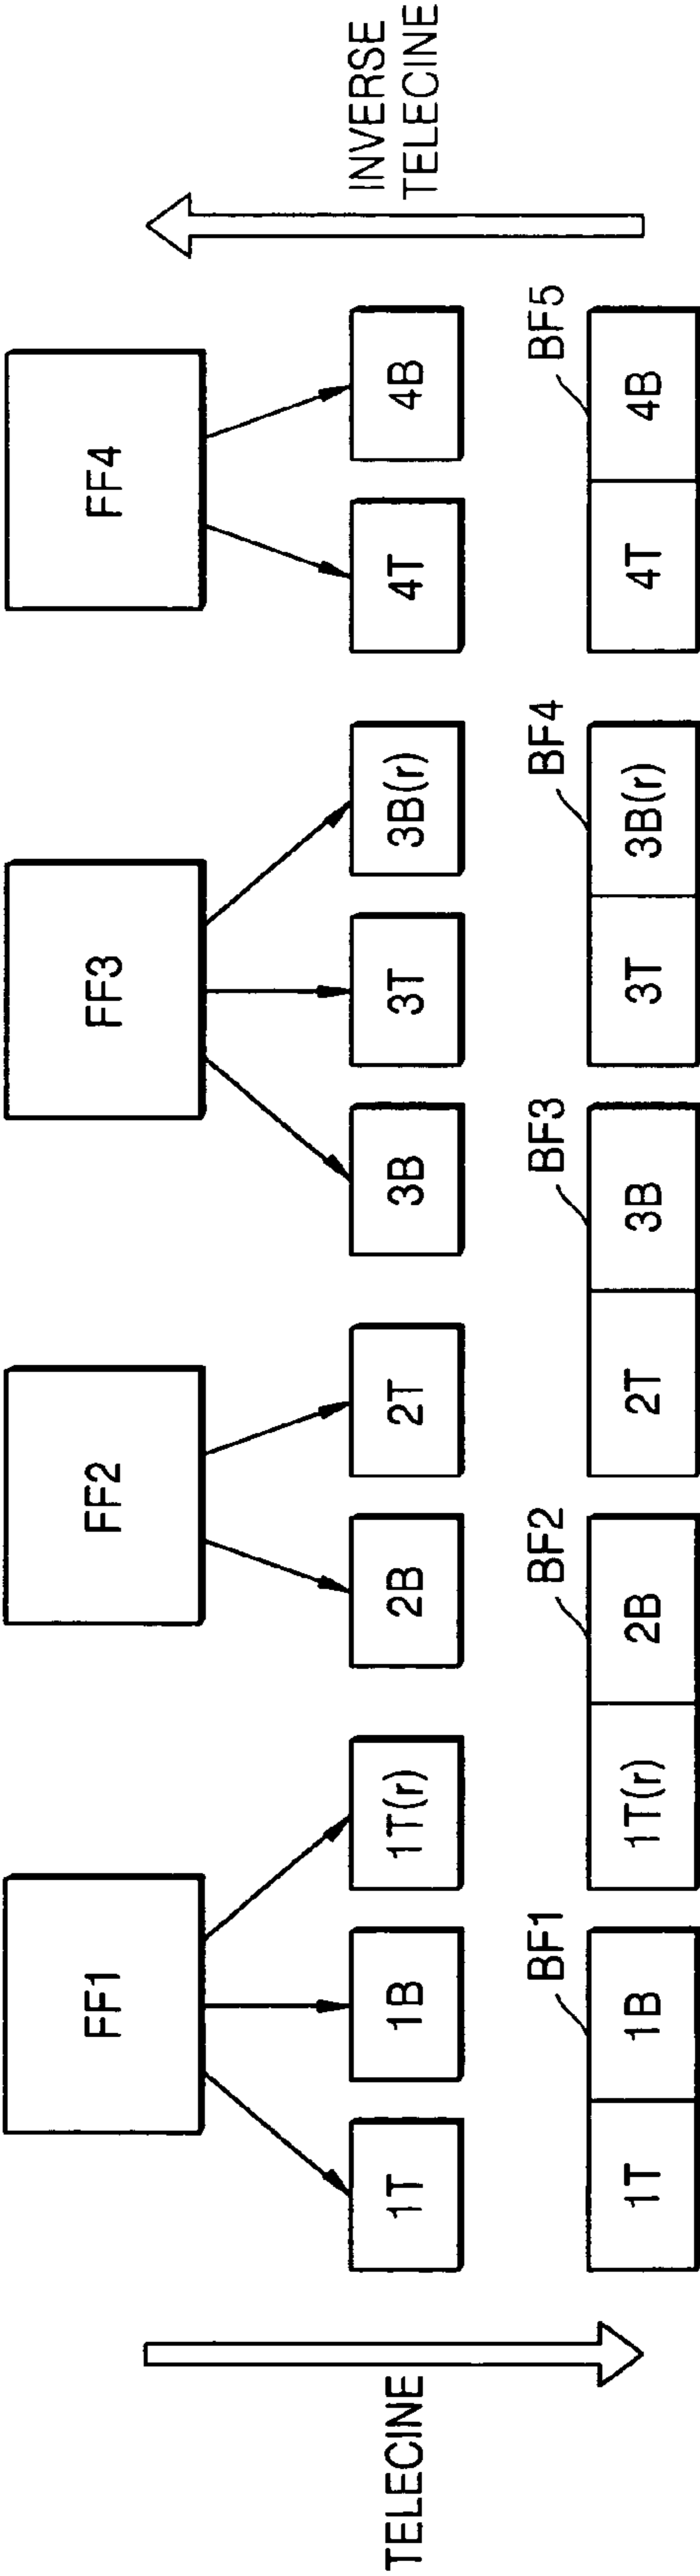 FF1
FF2
FF3
FF4
TELECINE
1T
1B
1T(r)
2B
2T
3B
3T
3B(r)
4T
4B
INVERSE
TELECINE
BF1
BF2
BF3
BF4
BF5
1T
1B
1T(r)
2B
2T
3B
3T
3B(r)
4T
4B